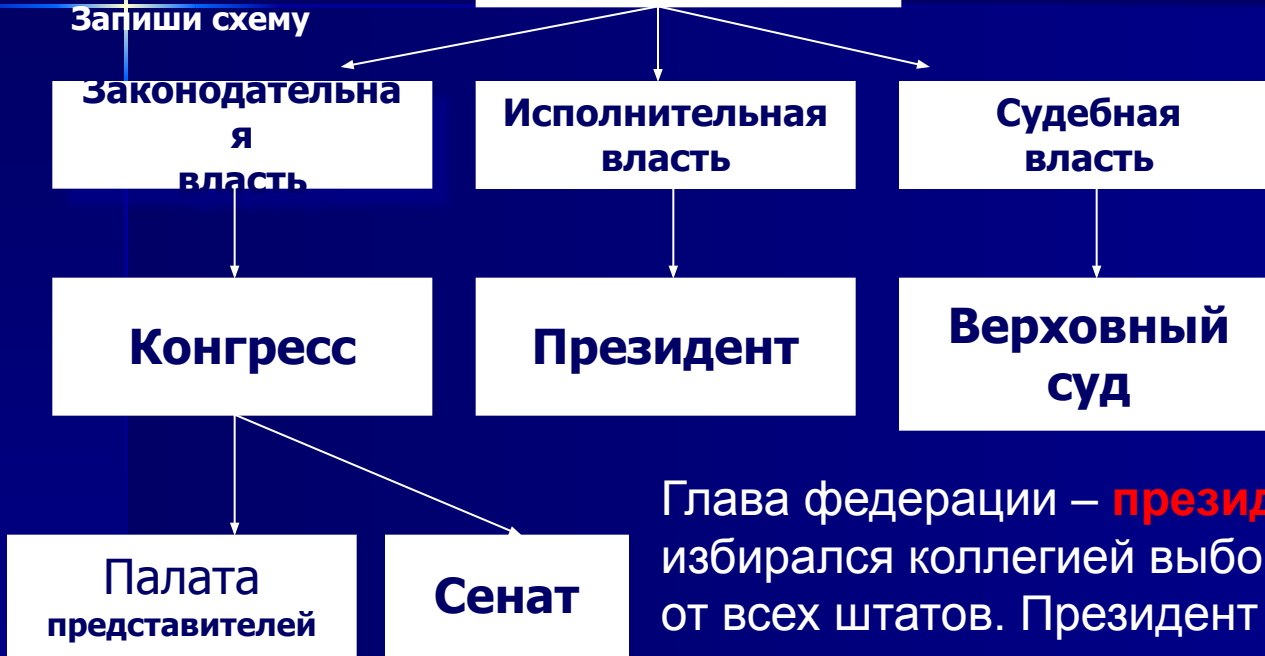 Запиши схему
Законодательна
я
власть
Исполнительная
власть
Судебная
власть
Конгресс
Президент
Верховный
суд
Палата
представителей
Сенат
Глава федерации –
избирался коллегией
от всех штатов. Президент